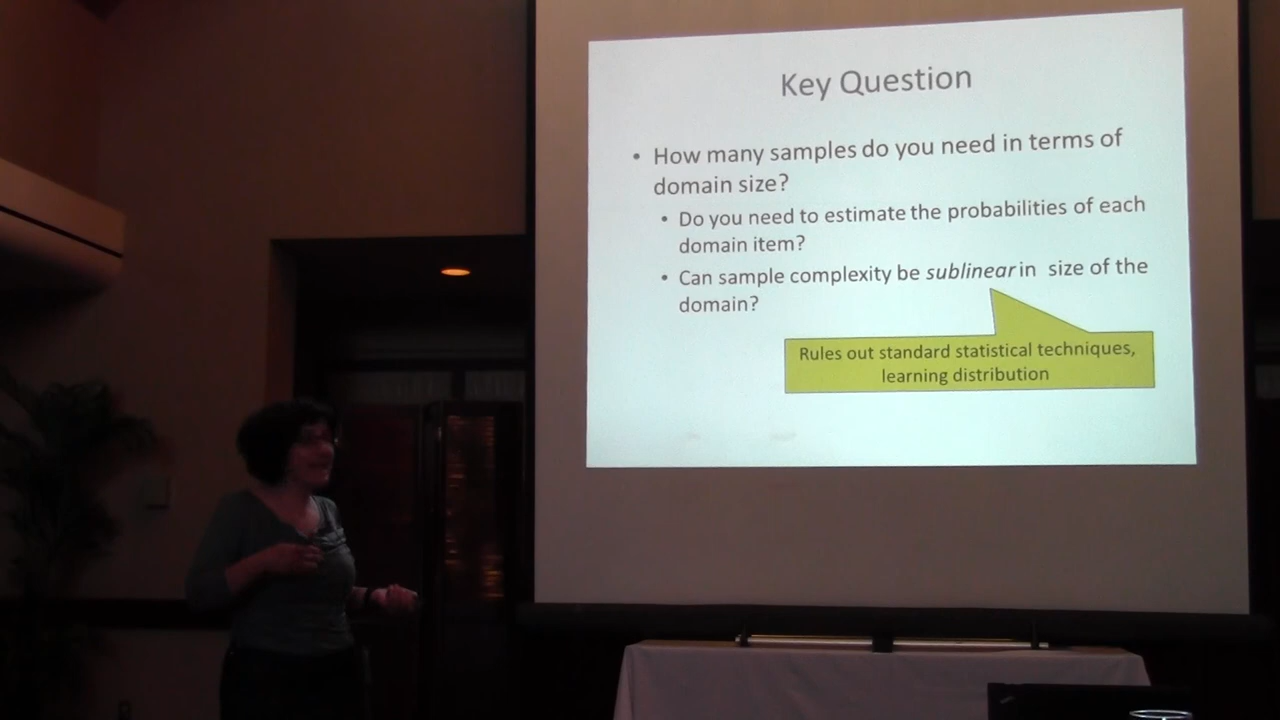 Key Question
• How many samples do you need in terms of
domain size?
• Do you need to estimate the probabilities of each
domain item?
• Can sample complexity be sublinear in size of the
domain?
Rules out standard statistical techniques,
learning distribution